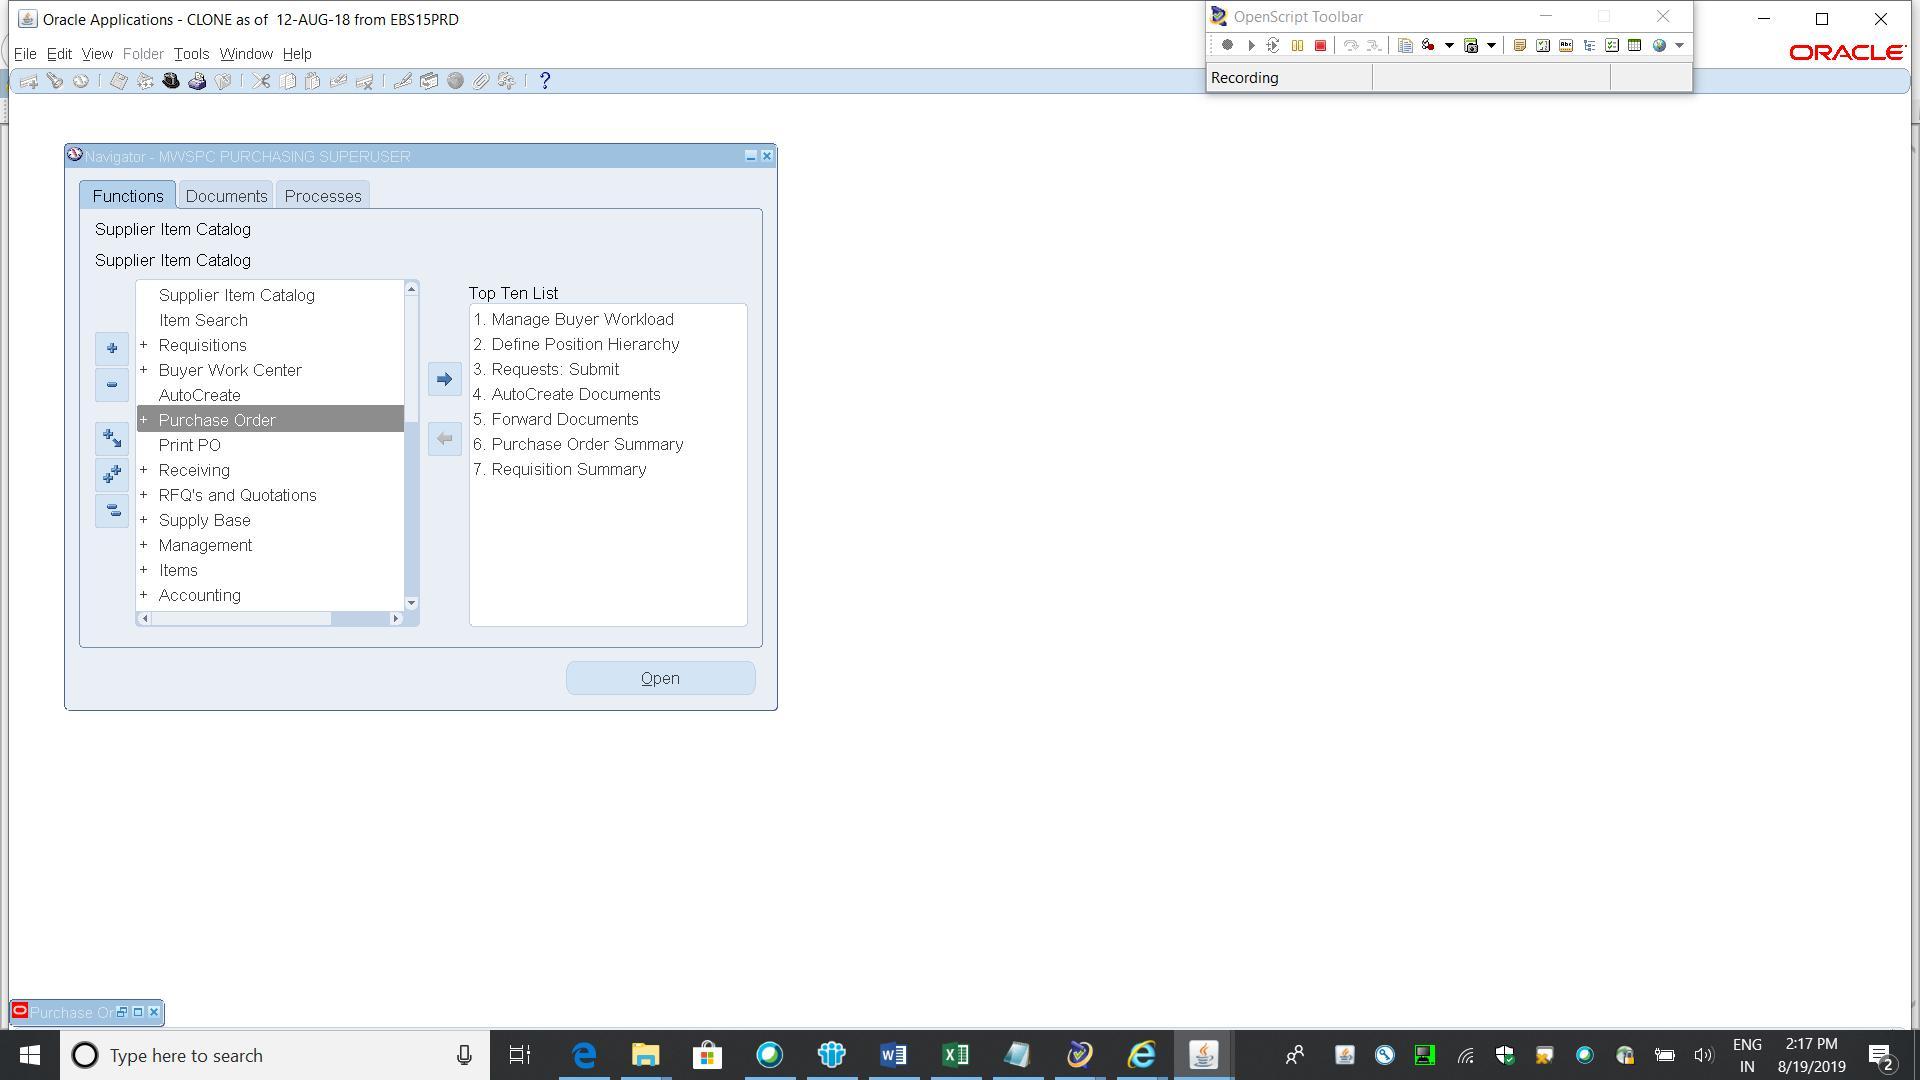 Oracle Applications - CLONE as of 12-AUG-18 from EBS15PRD
OpenScript Toolbar
File Edit View Folder Tools Window Help
ORACLE
Recording
Navigator - MWSPC PURCHASING SUPERUSER
Functions Documents Processes
Supplier Item Catalog
Supplier Item Catalog
Supplier Item Catalog
Item Search
+ Requisitions
+ Buyer Work Center
AutoCreate
+ Purchase Order
Print PO
+ Receiving
+ RFQ's and Quotations
+ Supply Base
+ Management
+ Items
+ Accounting
Top Ten List
1. Manage Buyer Workload
2. Define Position Hierarchy
3. Requests: Submit
4. AutoCreate Documents
5. Forward Documents
6. Purchase Order Summary
7. Requisition Summary
Open
Purchase Or
Type here to search
ENG
IN
2:17 PM
8/19/2019
2